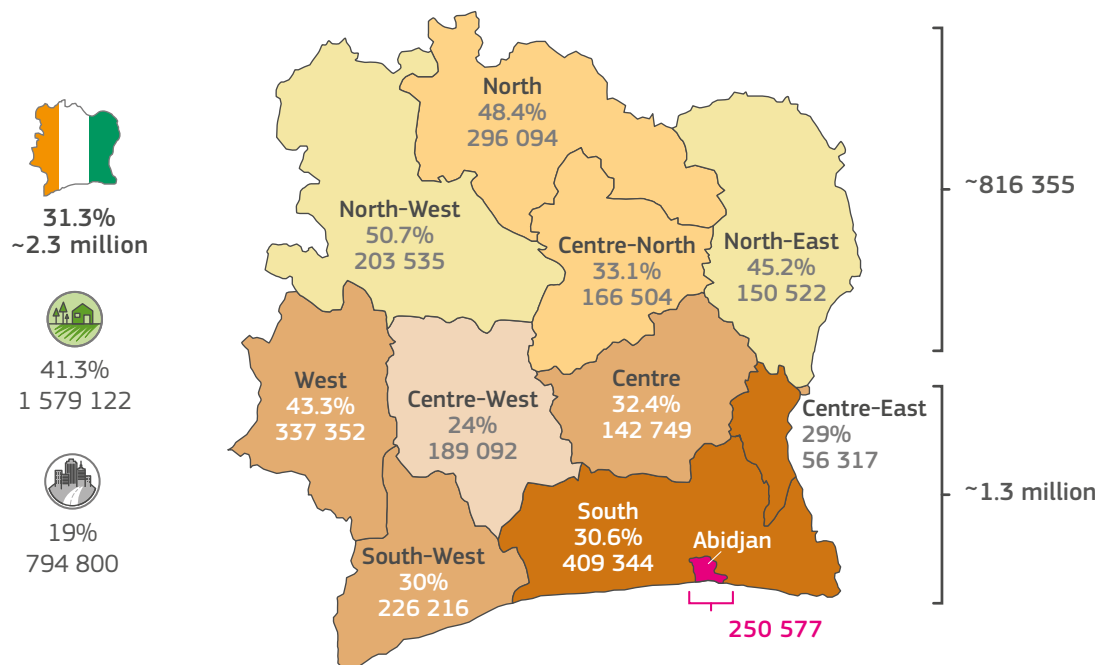 31.3%
~2.3 million
41.3%
1 579 122
19%
794 800
North
48.4%
296 094
North-West
50.7%
203 535
Centre-North
33.1%
166 504
North-East
45.2%
150 522
West
43.3%
337 352
Centre-West
24%
189 092
Centre
32.4%
142 749
Centre-East
29%
56 317
South
30.6%
409 344
Abidjan
South-West
30%
226 216
250 577
~816 355
~1.3 million